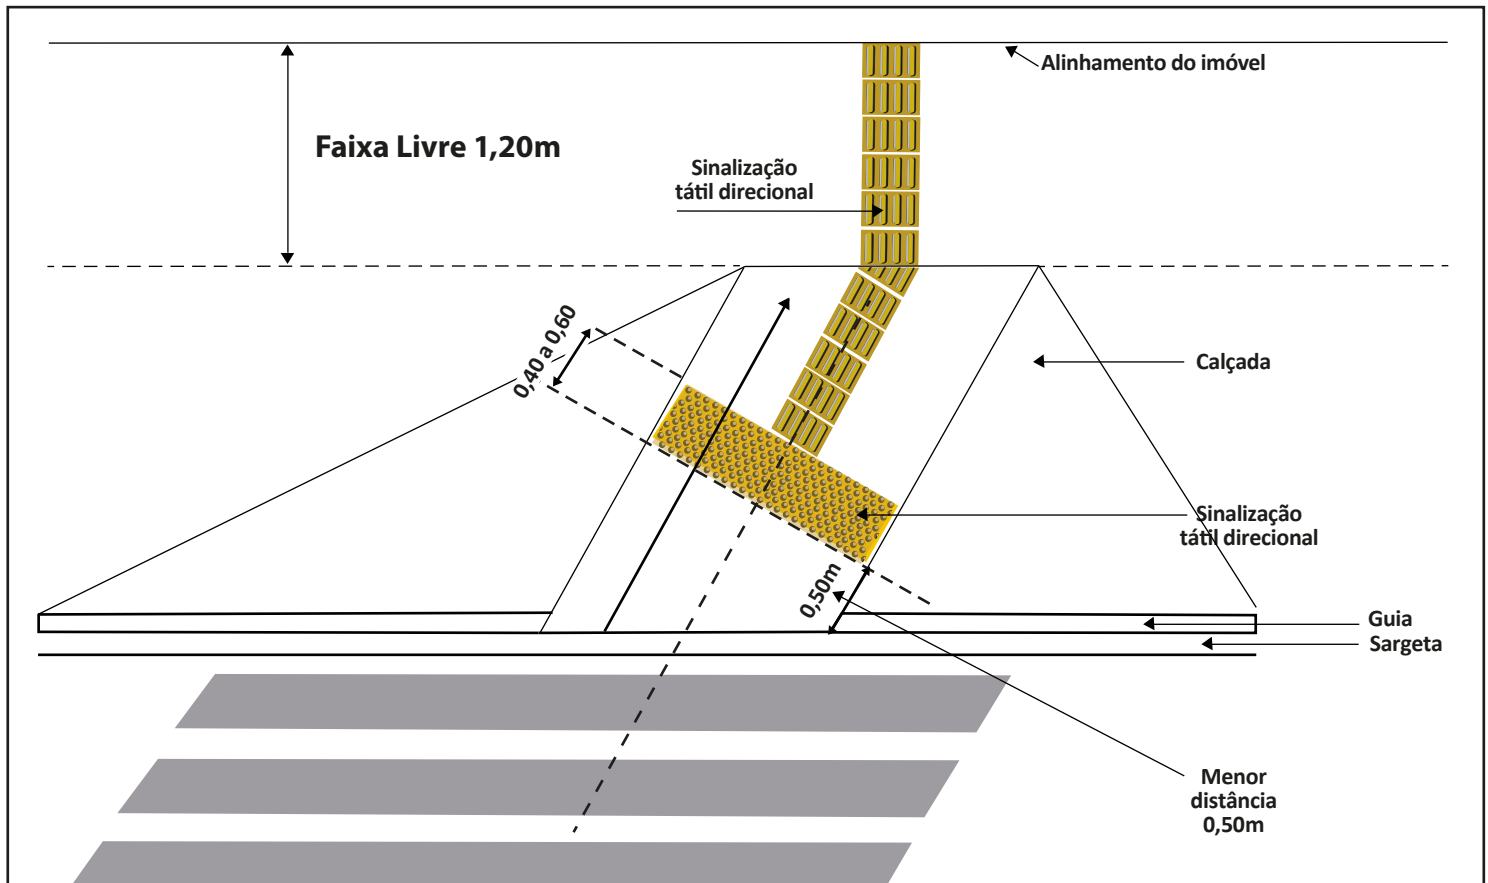 Alinhamento do imóvel
Faixa Livre 1,20m
Sinalização
tátil direcional
0,40 a 0,60
Calçada
Sinalização
tátil direcional
0,50m
Guia
Sargeta
Menor
distância
0,50m